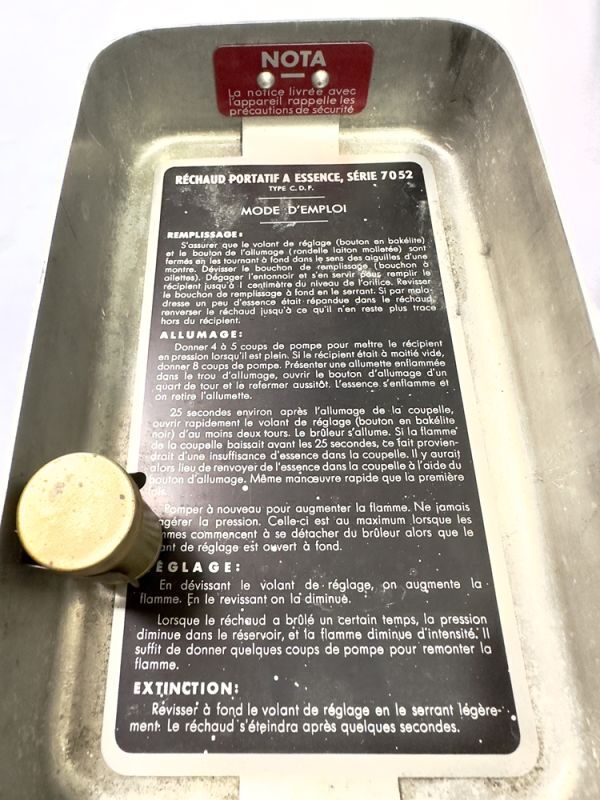 NOTA
La notice livrée avec
l'appareil rappelle les
précautions de sécurité
RÉCHAUD PORTATIF A ESSENCE, SÉRIE 7052
TYPE C. D. F.
MODE D'EMPLOI
REMPLISSAGE:
S'assurer que le volant de réglage (bouton en bakélite)
et le bouton de l'allumage (rondelle laiton molletée) sont
fermés en les tournant à fond dans le sens des aiguilles d'une
montre. Dévisser le bouchon de remplissage (bouchon à
ailettes). Dégager l'entonnoir et s'en servir pour remplir le
récipient jusqu'à 1 centimètre du niveau de l'orifice. Revisser
le bouchon de remplissage à fond en le serrant. Si par mala-
dresse un peu d'essence était répandue dans le réchaud,
renverser le réchaud jusqu'à ce qu'il n'en reste plus trace
hors du récipient.
ALLUMAGE:
Donner 4 à 5 coups de pompe pour mettre le récipient
en pression lorsqu'il est plein. Si le récipient était à moitié vidé,
donner 8 coups de pompe. Présenter une allumette enflammée
dans le trou d'allumage, ouvrir le bouton d'allumage d'un
quart de tour et le refermer aussitôt. L'essence s'enflamme et
on retire l'allumette.
25 secondes environ après l'allumage de la coupelle,
ouvrir rapidement le volant de réglage (bouton en bakélite
noir) d'au moins deux tours. Le brûleur s'allume. Si la flamme
de la coupelle baissait avant les 25 secondes, ce fait provien-
drait d'une insuffisance d'essence dans la coupelle. Il y aurait
alors lieu de renvoyer de l'essence dans la coupelle à l'aide du
bouton d'allumage. Même manœuvre rapide que la première
Pomper à nouveau pour augmenter la flamme. Ne jamais
la pression. Celle-ci est au maximum lorsque les
commencent à se détacher du brûleur alors que le
de réglage est ouvert à fond.
RÉGLAGE:
En dévissant le volant de réglage, on augmente la
flamme. En le revissant on la diminue.
Lorsque le réchaud a brûlé un certain temps, la pression
diminue dans le réservoir, et la flamme diminue d'intensité. Il
suffit de donner quelques coups de pompe pour remonter la
flamme.
EXTINCTION:
Révisser à fond le volant de réglage en le serrant légère-
ment. Le réchaud s'éteindra après quelques secondes.